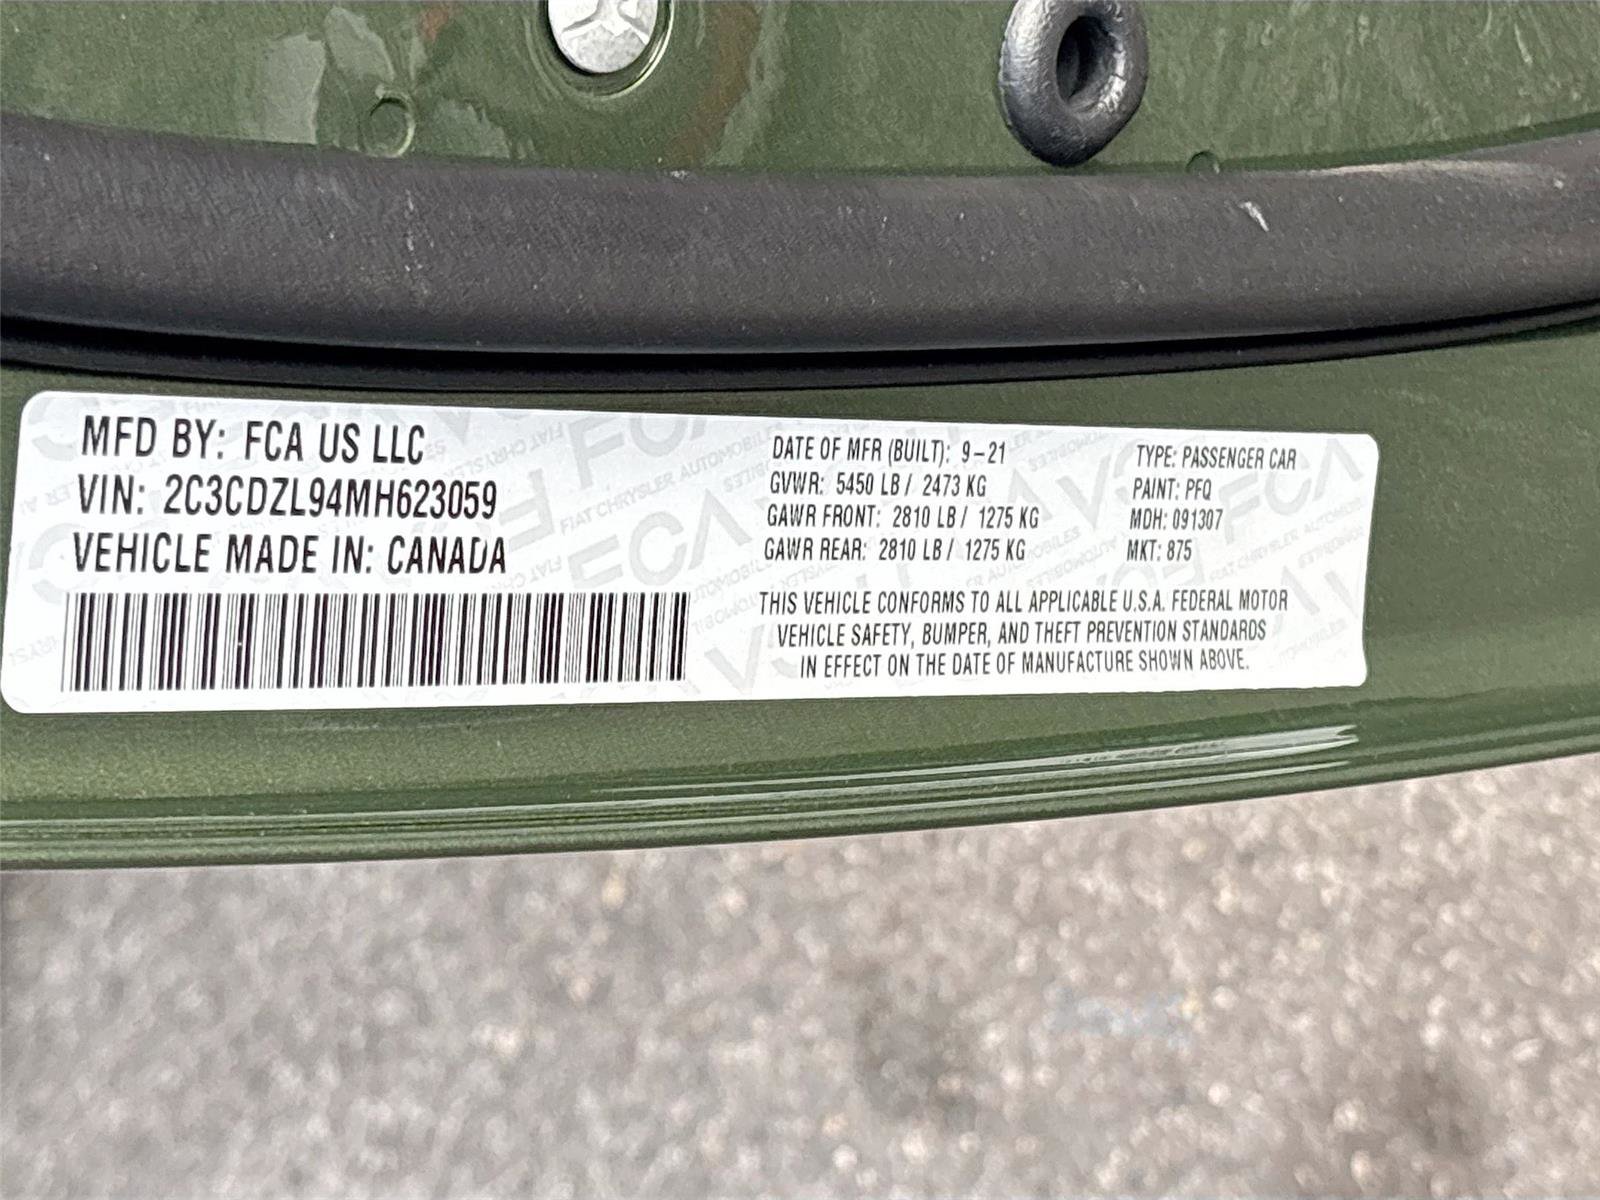 MFD BY: FCA US LLC
VIN: 2C3CDZL94MH623059
VEHICLE MADE IN: CANADA
DATE OF MFR (BUILT): 9-21
GVWR: 5450 LB / 2473 KG
GAWR FRONT: 2810 LB / 1275 KG
GAWR REAR: 2810 LB / 1275 KG
TYPE: PASSENGER CAR
PAINT: PFQ
MDH: 091307
MKT: 875
THIS VEHICLE CONFORMS TO ALL APPLICABLE U.S.A. FEDERAL MOTOR
VEHICLE SAFETY, BUMPER, AND THEFT PREVENTION STANDARDS
IN EFFECT ON THE DATE OF MANUFACTURE SHOWN ABOVE.